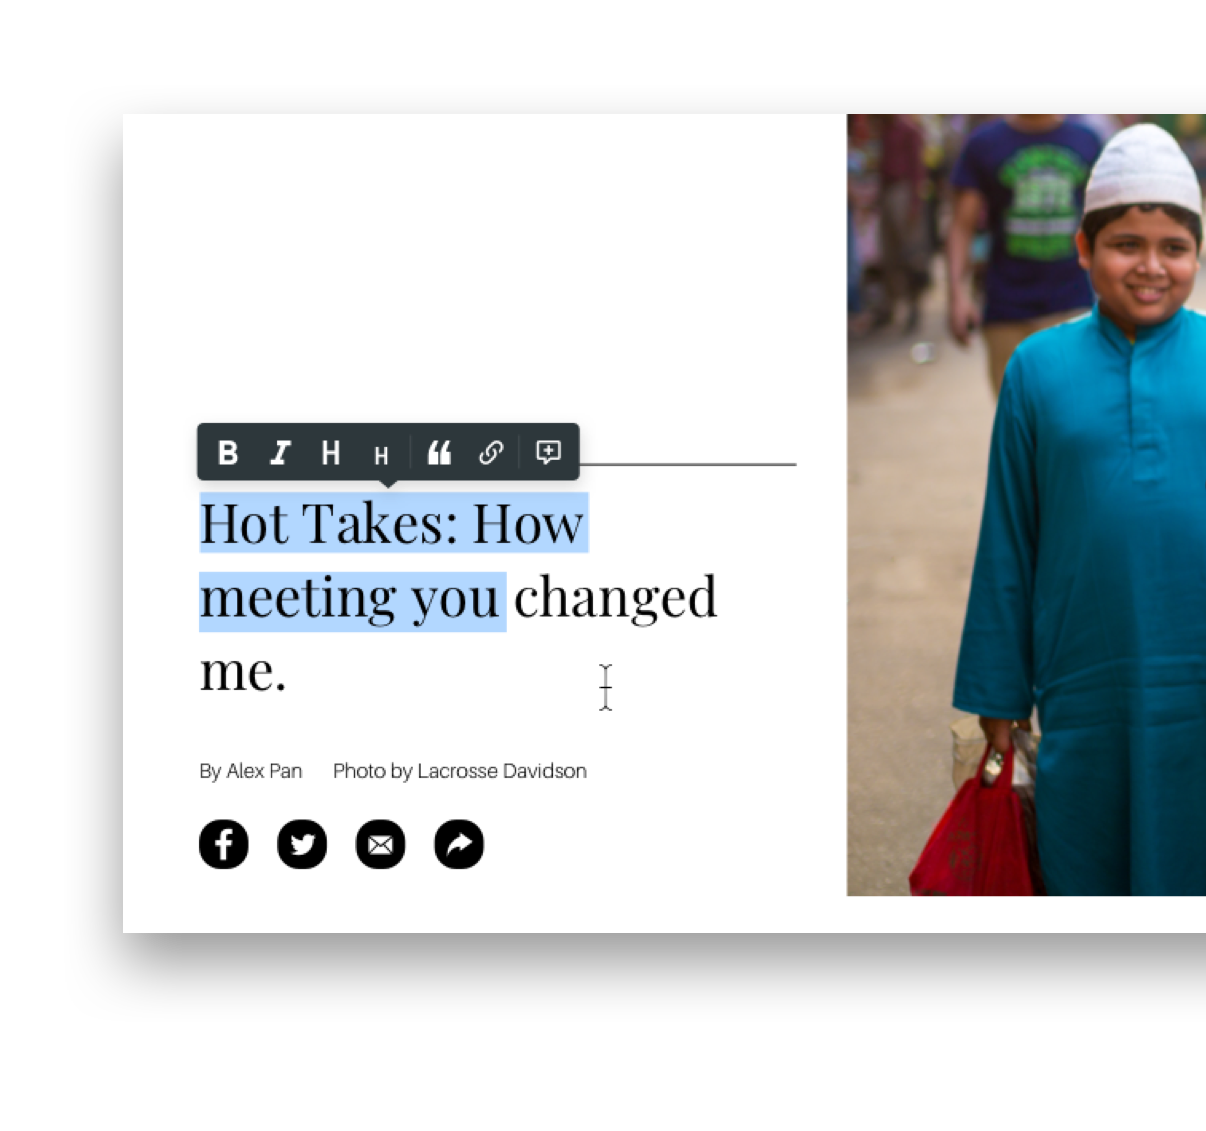 B I H H
Hot Takes: How
meeting you changed
me.
By Alex Pan Photo by Lacrosse Davidson